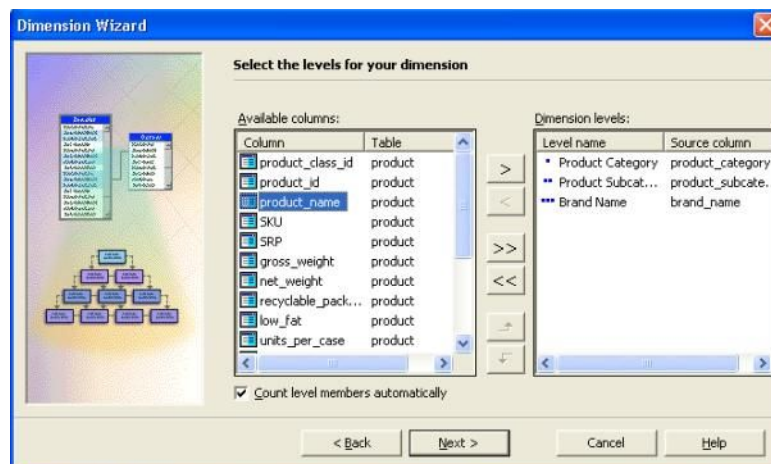 Dimension Wizard
Select the levels for your dimension
Available columns:
Column Table
product_class_id product
product_id product
product_name product
SKU product
SRP product
gross_weight product
net_weight product
recyclable_pack... product
low_fat product
units_per_case product
>
<
>>
<<
Dimension levels:
Level name Source column
Product Category product_category
Product Subcat... product_subcate.
Brand Name brand_name
Count level members automatically
< Back
Next >
Cancel
Help